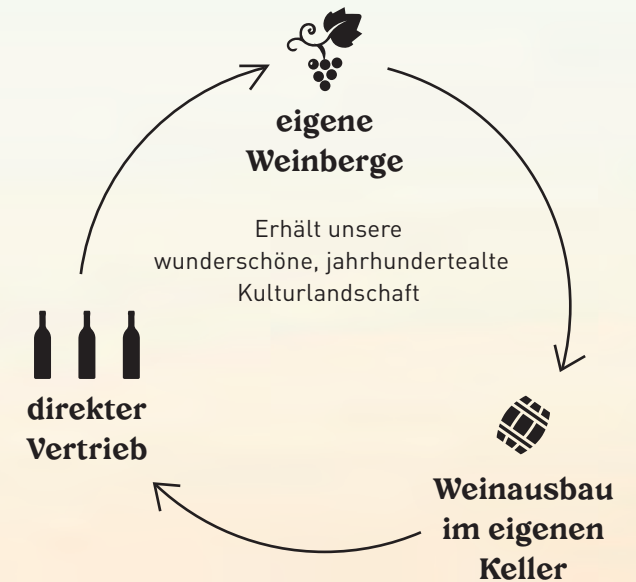 eigene
Weinberge
Erhält unsere
wunderschöne, jahrhundertealte
Kulturlandschaft
direkter
Vertrieb
Weinausbau
im eigenen
Keller